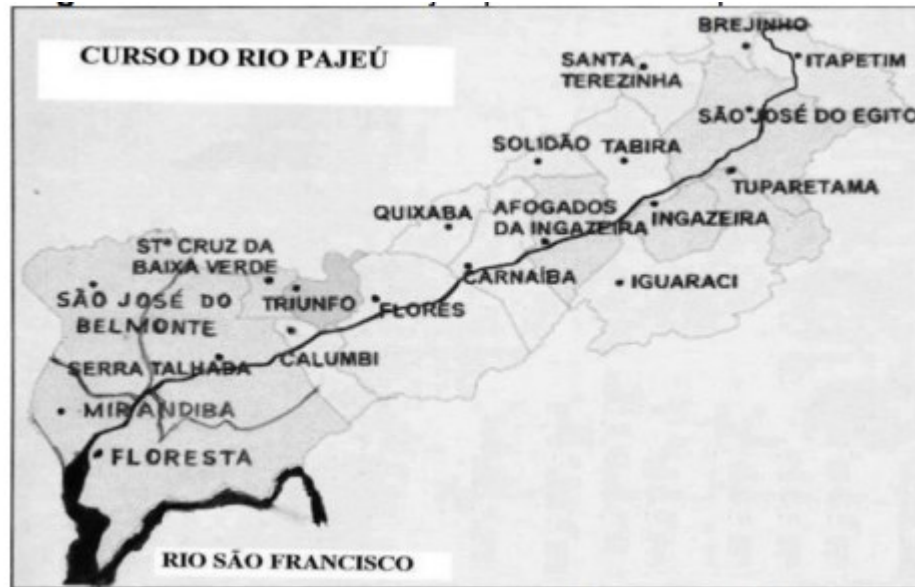 CURSO DO RIO PAJEÚ
BREJINHO
SANTA
TEREZINHA
ITAPETIM
SÃO JOSÉ DO EGITO
SOLIDÃO
TABIRA
TUPARETAMA
QUIXABA
AFOGADOS
DA INGAZEIRA
INGAZEIRA
STª CRUZ DA
BAIXA VERDE
CARNAÍBA
IGUARACI
SÃO JOSÉ DO
BELMONTE
TRIUNFO
FLORES
SERRA TALHADA
CALUMBI
MIRANDIBA
FLORESTA
RIO SÃO FRANCISCO